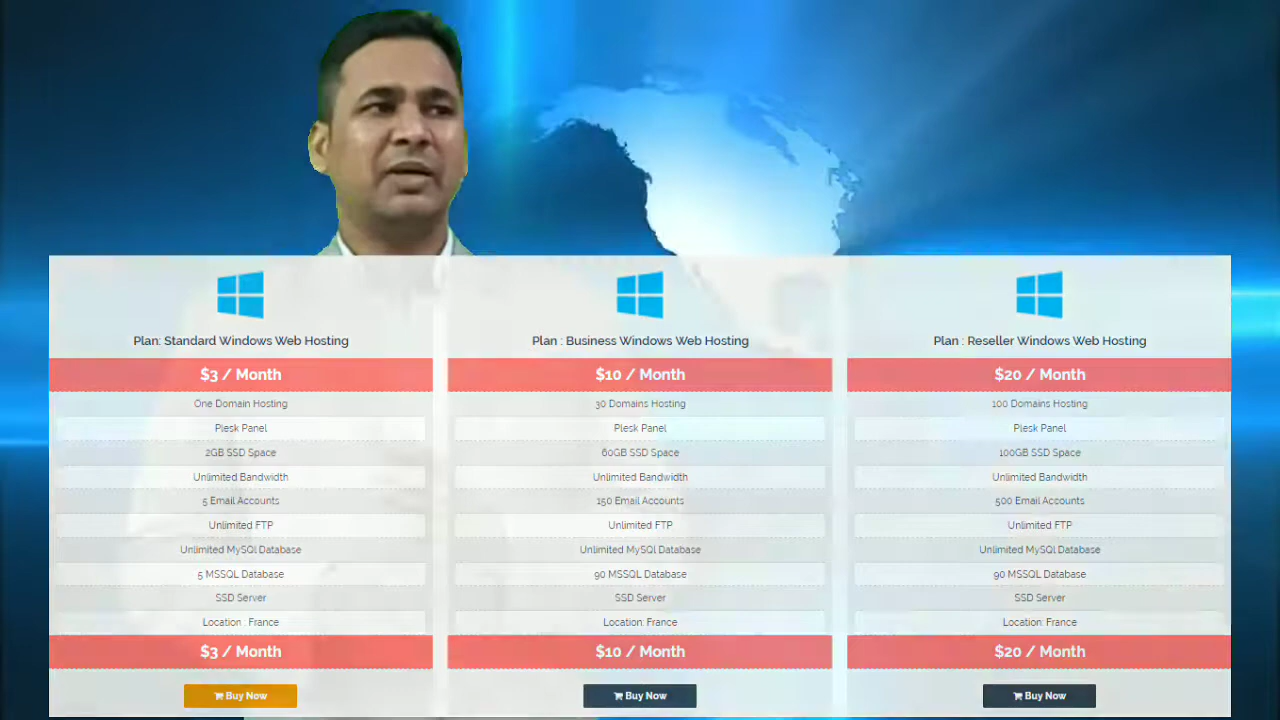 Plan: Standard Windows Web Hosting
$3 / Month
One Domain Hosting
Plesk Panel
2GB SSD Space
Unlimited Bandwidth
5 Email Accounts
Unlimited FTP
Unlimited MySQl Database
5 MSSQL Database
SSD Server
Location : France
$3 / Month
Buy Now
Plan : Business Windows Web Hosting
$10 / Month
30 Domains Hosting
Plesk Panel
60GB SSD Space
Unlimited Bandwidth
150 Email Accounts
Unlimited FTP
Unlimited MySQl Database
90 MSSQL Database
SSD Server
Location: France
$10 / Month
Buy Now
Plan : Reseller Windows Web Hosting
$20 / Month
100 Domains Hosting
Plesk Panel
100GB SSD Space
Unlimited Bandwidth
500 Email Accounts
Unlimited FTP
Unlimited MySQl Database
90 MSSQL Database
SSD Server
Location: France
$20 / Month
Buy Now